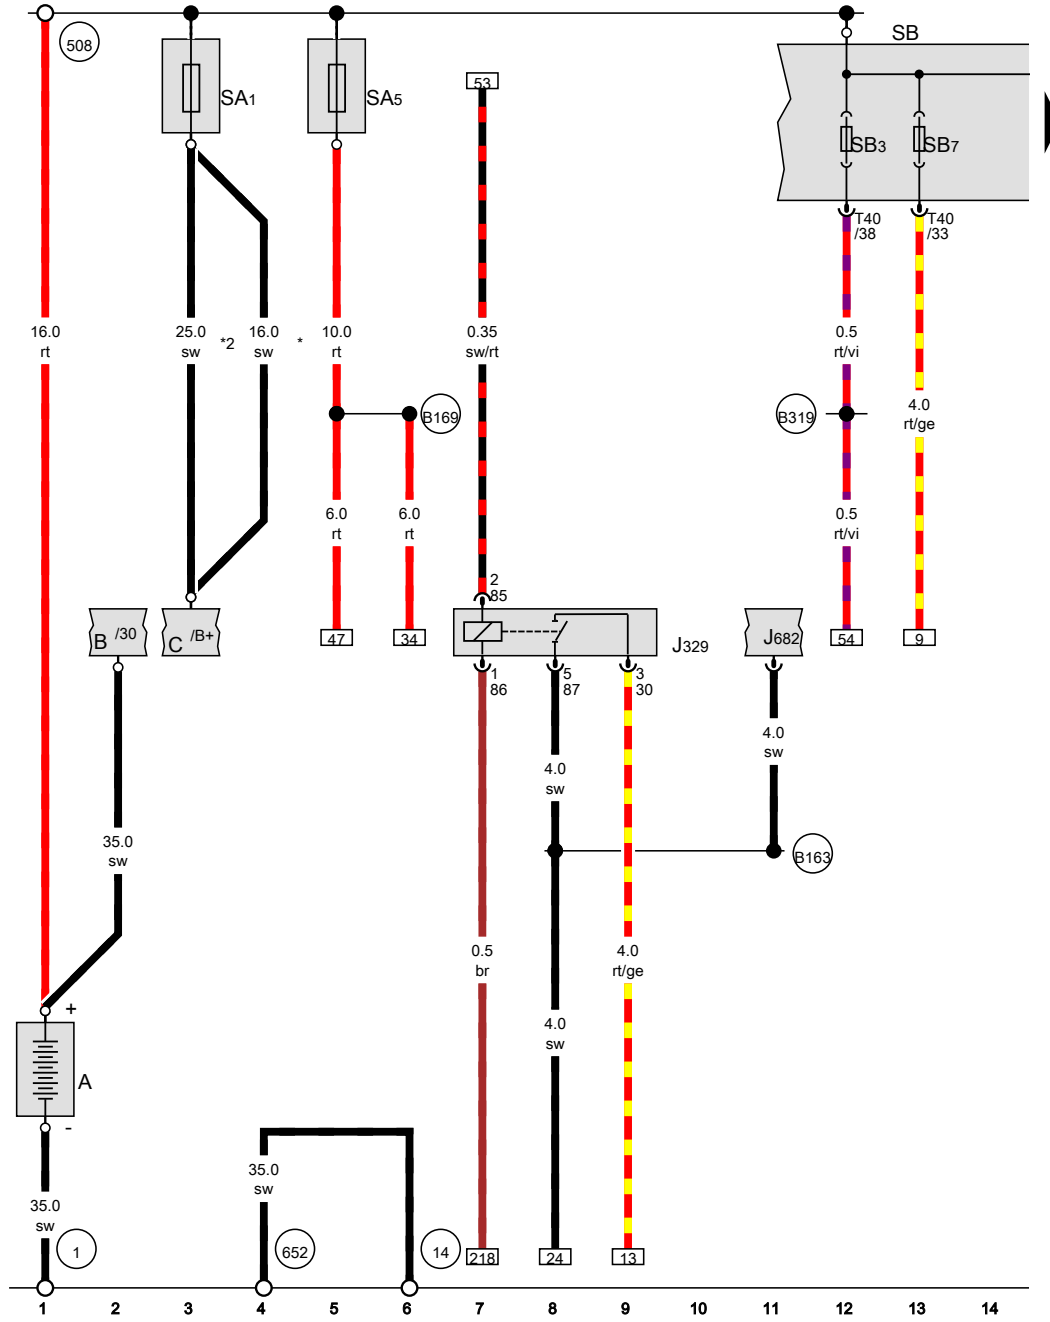 508
SA1
SA5
53
SB
SB3
SB7
T40
/38
T40
/33
16.0
rt
25.0
sw
*2
16.0
sw
*
10.0
rt
0.35
sw/rt
0.5
rt/vi
B169
B319
4.0
rt/ge
6.0
rt
6.0
rt
0.5
rt/vi
2
85
B /30
C /B+
47
34
J329
J682
54
9
1
86
5
87
3
30
4.0
sw
4.0
sw
35.0
sw
B163
0.5
br
4.0
rt/ge
+
A
-
4.0
sw
35.0
sw
35.0
sw
1
652
14
218
24
13
1 2 3 4 5 6 7 8 9 10 11 12 13 14